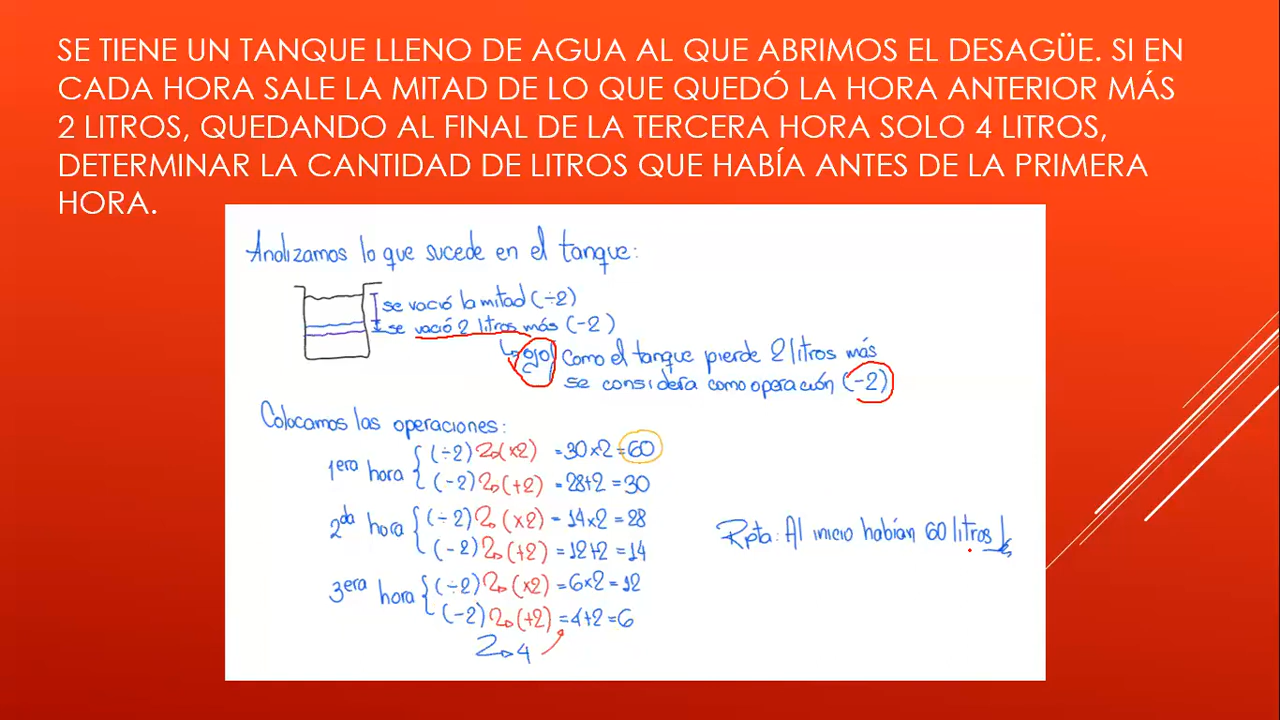 SE TIENE UN TANQUE LLENO DE AGUA AL QUE ABRIMOS EL DESAGÜE. SI EN
CADA HORA SALE LA MITAD DE LO QUE QUEDÓ LA HORA ANTERIOR MÁS
2 LITROS, QUEDANDO AL FINAL DE LA TERCERA HORA SOLO 4 LITROS,
DETERMINAR LA CANTIDAD DE LITROS QUE HABÍA ANTES DE LA PRIMERA
HORA.
Analizamos lo que sucede en el tanque:
se vació la mitad (÷2)
se vació 2 litros más (-2)
ojo! Como el tanque pierde 2 litros más
se considera como operación (-2)
Colocamos las operaciones:
1era hora { (÷2) (×2) = 30×2 = 60
(-2) (+2) = 28+2 = 30
2da hora { (÷2) (×2) = 14×2 = 28
(-2) (+2) = 12+2 = 14
3era hora { (÷2) (×2) = 6×2 = 12
(-2) (+2) = 4+2 = 6
4
Rpta: Al inicio habían 60 litros